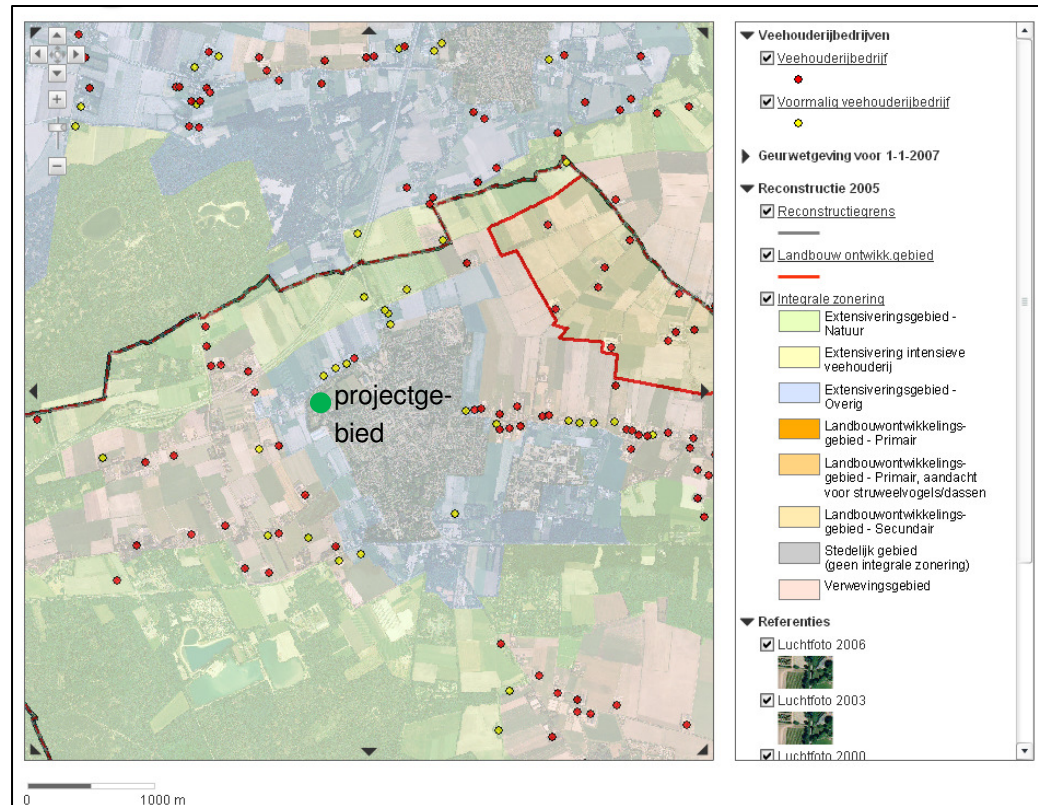 projectge-
bied
0 1000 m
Veehouderijbedrijven
Veehouderijbedrijf
Voormalig veehouderijbedrijf
Geurwetgeving voor 1-1-2007
Reconstructie 2005
Reconstructiegrens
Landbouw ontwikk.gebied
Integrale zonering
Extensiveringsgebied -
Natuur
Extensivering intensieve
veehouderij
Extensiveringsgebied -
Overig
Landbouwontwikkelings-
gebied - Primair
Landbouwontwikkelings-
gebied - Primair, aandacht
voor struweelvogels/dassen
Landbouwontwikkelings-
gebied - Secundair
Stedelijk gebied
(geen integrale zonering)
Verwevingsgebied
Referenties
Luchtfoto 2006
Luchtfoto 2003
Luchtfoto 2000